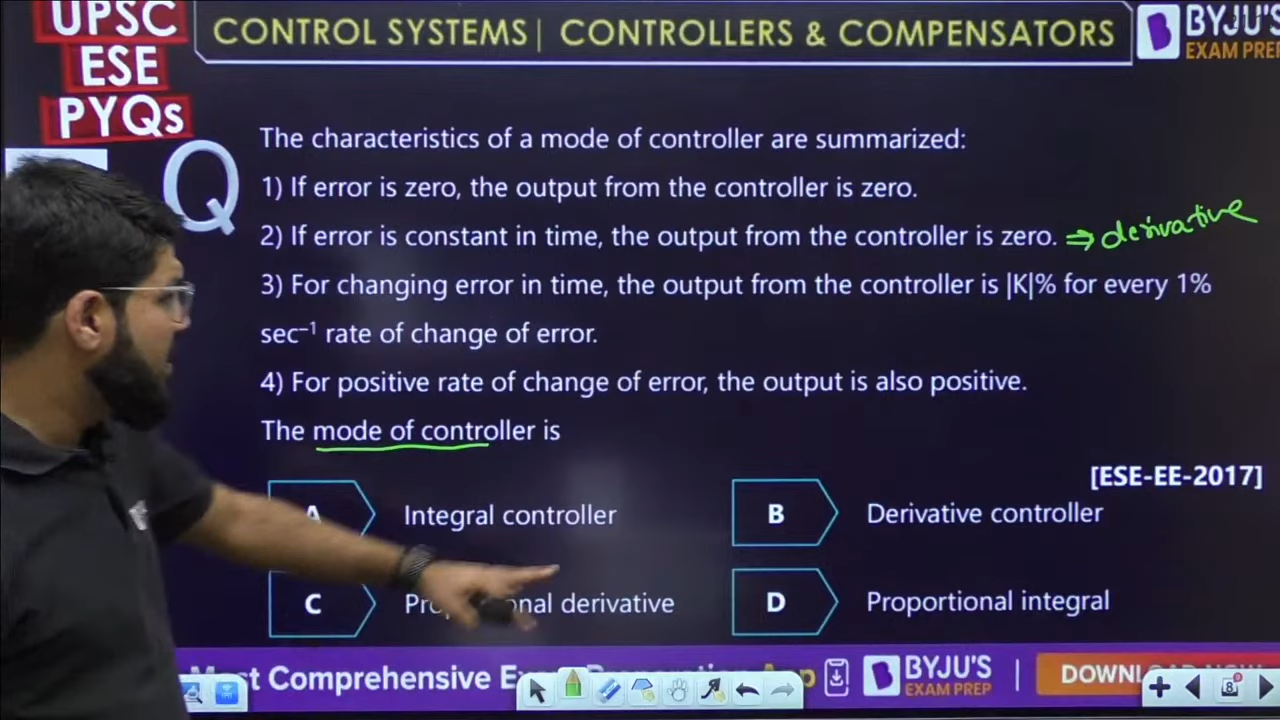 UPSC
ESE
PYQs
CONTROL SYSTEMS| CONTROLLERS & COMPENSATORS
BYJU'S
EXAM PREP
Q
The characteristics of a mode of controller are summarized:
1) If error is zero, the output from the controller is zero.
2) If error is constant in time, the output from the controller is zero. ⇒ derivative
3) For changing error in time, the output from the controller is |K|% for every 1%
sec⁻¹ rate of change of error.
4) For positive rate of change of error, the output is also positive.
The mode of controller is
[ESE-EE-2017]
A Integral controller
B Derivative controller
C derivative
D Proportional integral
Comprehensive
BYJU'S
EXAM PREP
8